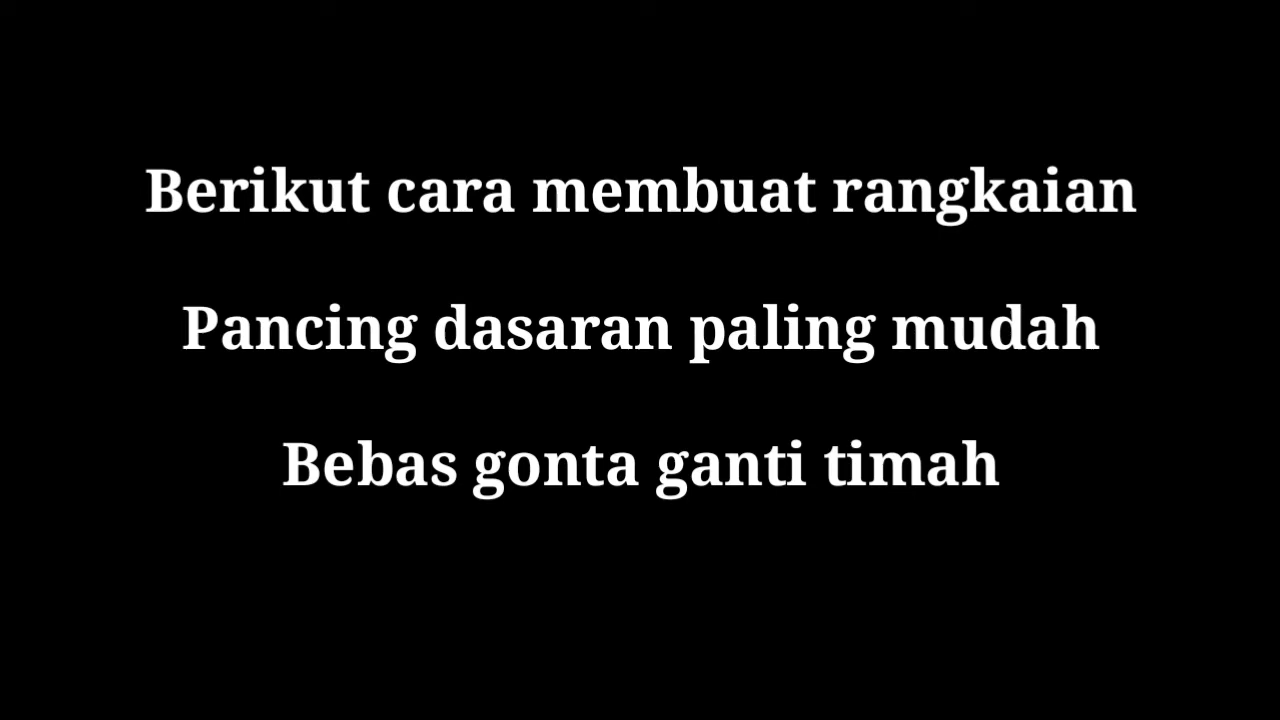 Berikut cara membuat rangkaian
Pancing dasaran paling mudah
Bebas gonta ganti timah